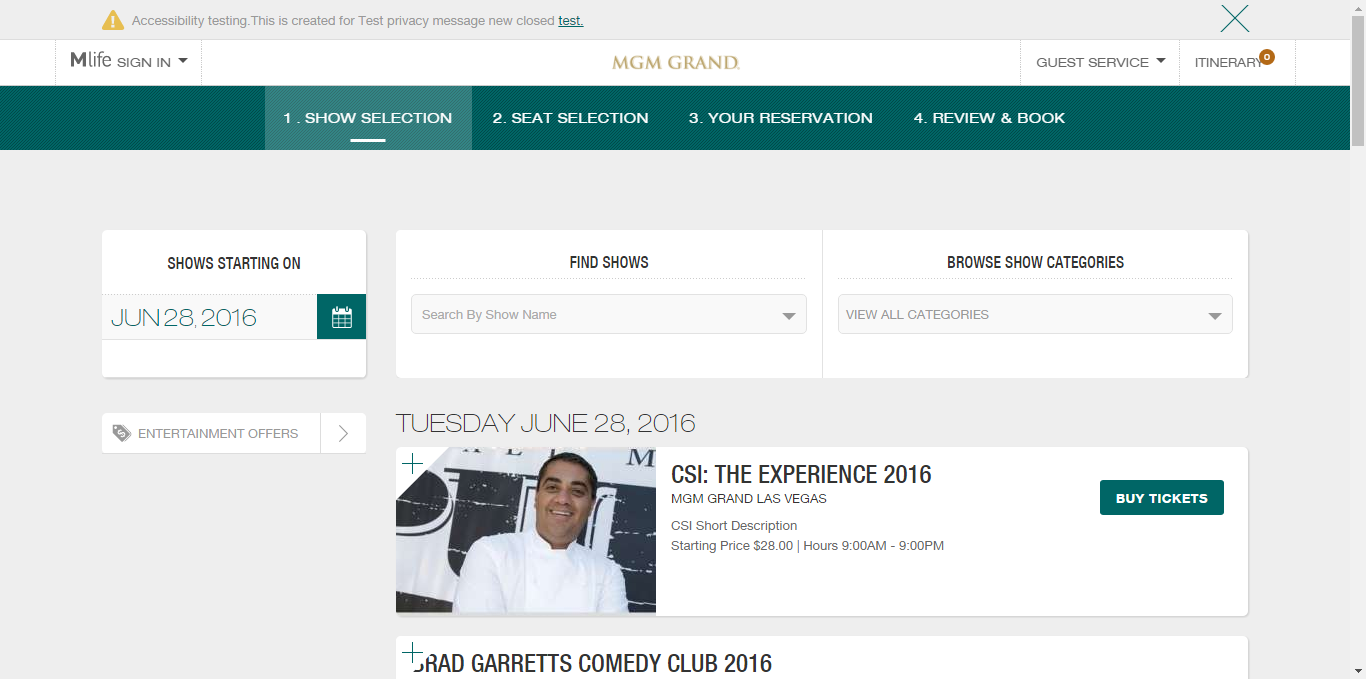 Accessibility testing.This is created for Test privacy message new closed test.
Mlife SIGN IN
MGM GRAND
GUEST SERVICE
ITINERARY 0
1 . SHOW SELECTION
2. SEAT SELECTION
3. YOUR RESERVATION
4. REVIEW & BOOK
SHOWS STARTING ON
JUN 28, 2016
FIND SHOWS
Search By Show Name
BROWSE SHOW CATEGORIES
VIEW ALL CATEGORIES
ENTERTAINMENT OFFERS
TUESDAY JUNE 28, 2016
CSI: THE EXPERIENCE 2016
MGM GRAND LAS VEGAS
CSI Short Description
Starting Price $28.00 | Hours 9:00AM - 9:00PM
BUY TICKETS
BRAD GARRETTS COMEDY CLUB 2016